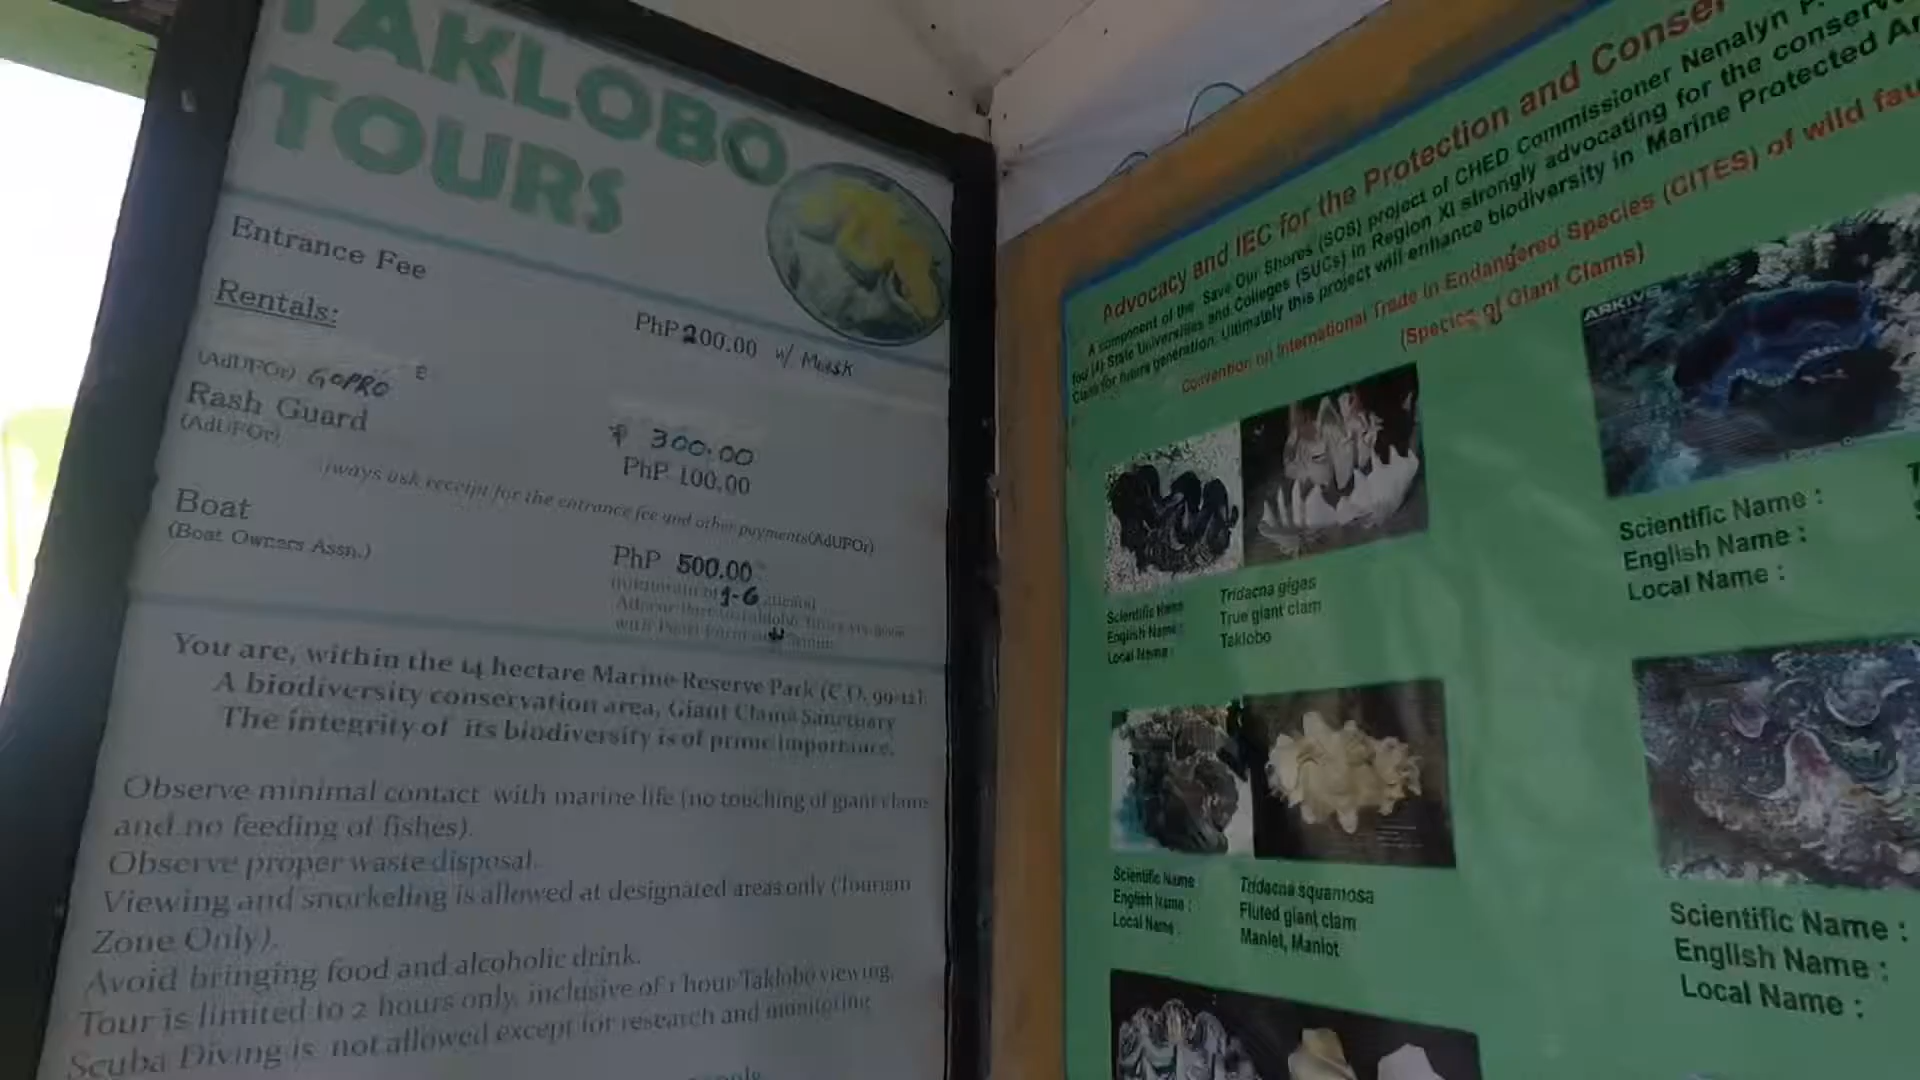 TAKLOBO
TOURS
Entrance Fee
PhP 200.00 w/ Mask
Rentals:
GOPRO
(AdUFOr)
₱ 300.00
Rash Guard
PhP 100.00
(AdUFOr)
always ask receipt for the entrance fee and other payments(AdUFOr)
Boat
PhP 500.00
(Boat Owners Assn.)
1-6
You are, within the 14 hectare Marine Reserve Park (C.O. 99-12).
A biodiversity conservation area, Giant Clams Sanctuary
The integrity of its biodiversity is of prime importance.
Observe minimal contact with marine life (no touching of giant clams
and no feeding of fishes).
Observe proper waste disposal.
Viewing and snorkeling is allowed at designated areas only (Tourism
Zone Only).
Avoid bringing food and alcoholic drink.
Tour is limited to 2 hours only, inclusive of 1 hour Taklobo viewing.
Scuba Diving is not allowed except for research and monitoring
Advocacy and IEC for the Protection and Conser
A component of the Save Our Shores (SOS) project of CHED Commissioner Nenalyn P.
four (4) State Universities and Colleges (SUCs) in Region XI strongly advocating for the conserv
Clams for future generation. Ultimately this project will enhance biodiversity in Marine Protected Ar
Convention on International Trade in Endangered Species (CITES) of wild fau
(Species of Giant Clams)
ARKIVE
Scientific Name : Tridacna gigas
English Name : True giant clam
Local Name : Taklobo
Scientific Name :
English Name :
Local Name :
Scientific Name Tridacna squamosa
English Name : Fluted giant clam
Local Name : Manlet, Manlot
Scientific Name :
English Name :
Local Name :